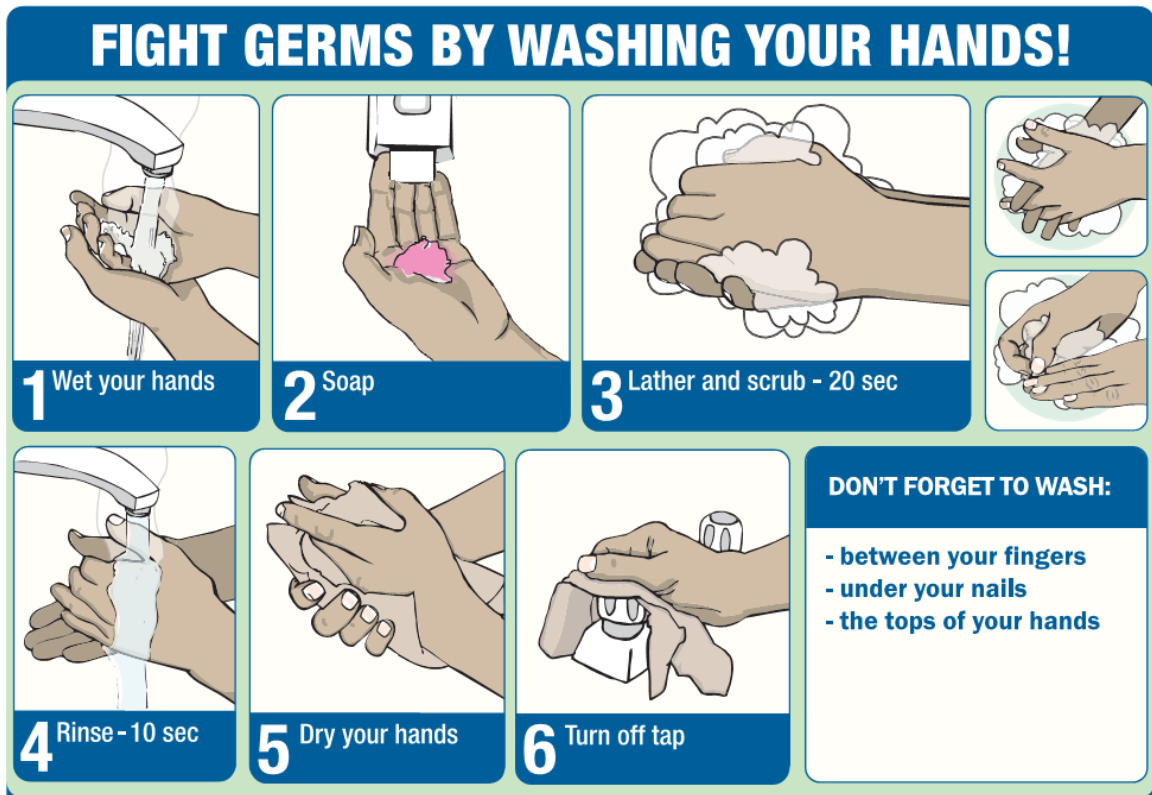 FIGHT GERMS BY WASHING YOUR HANDS!
1 Wet your hands
2 Soap
3 Lather and scrub - 20 sec
4 Rinse - 10 sec
5 Dry your hands
6 Turn off tap
DON'T FORGET TO WASH:
- between your fingers
- under your nails
- the tops of your hands